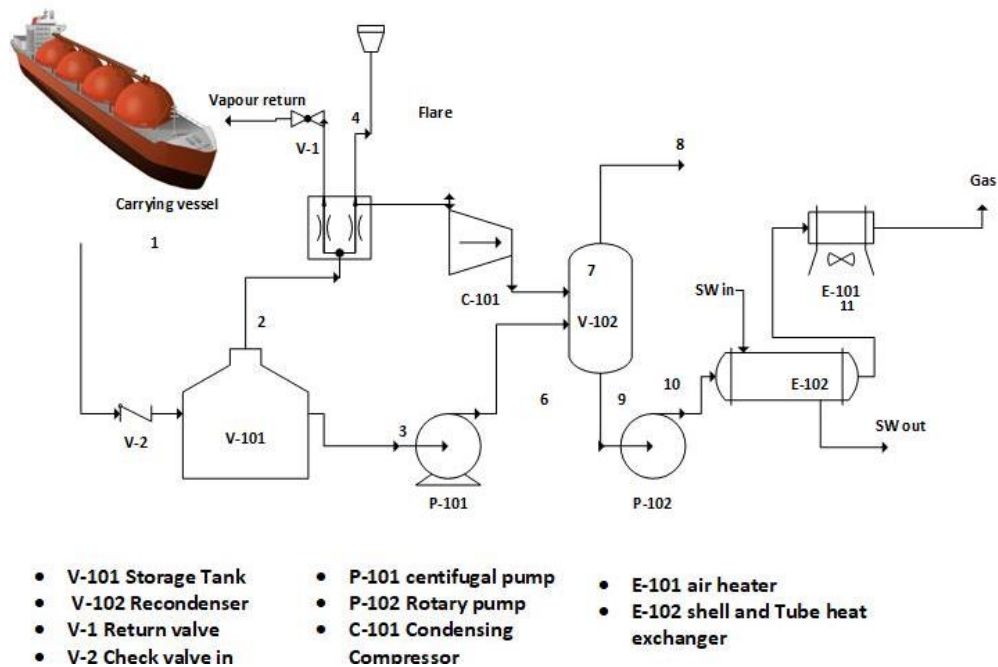 Vapour return
4
Flare
V-1
8
Gas
Carrying vessel
1
7
C-101
V-102
SW in
E-101
11
2
6
9
10
E-102
V-2
V-101
3
SW out
P-101
P-102
• V-101 Storage Tank
• V-102 Recondenser
• V-1 Return valve
• V-2 Check valve in
• P-101 centifugal pump
• P-102 Rotary pump
• C-101 Condensing
Compressor
• E-101 air heater
• E-102 shell and Tube heat
exchanger